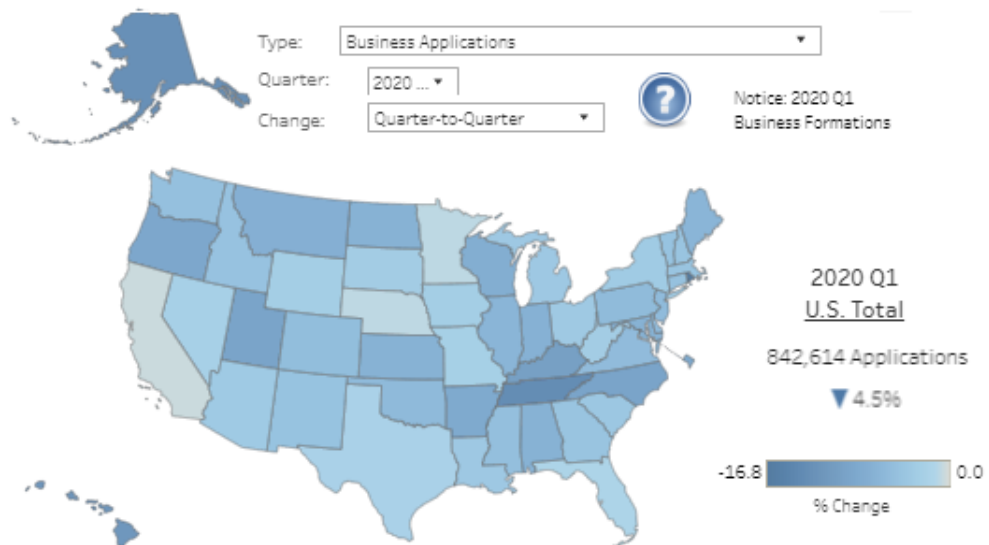 Type: Business Applications
Quarter: 2020 ...
Change: Quarter-to-Quarter
?
Notice: 2020 Q1
Business Formations
2020 Q1
U.S. Total
842,614 Applications
▼ 4.5%
-16.8 0.0
% Change